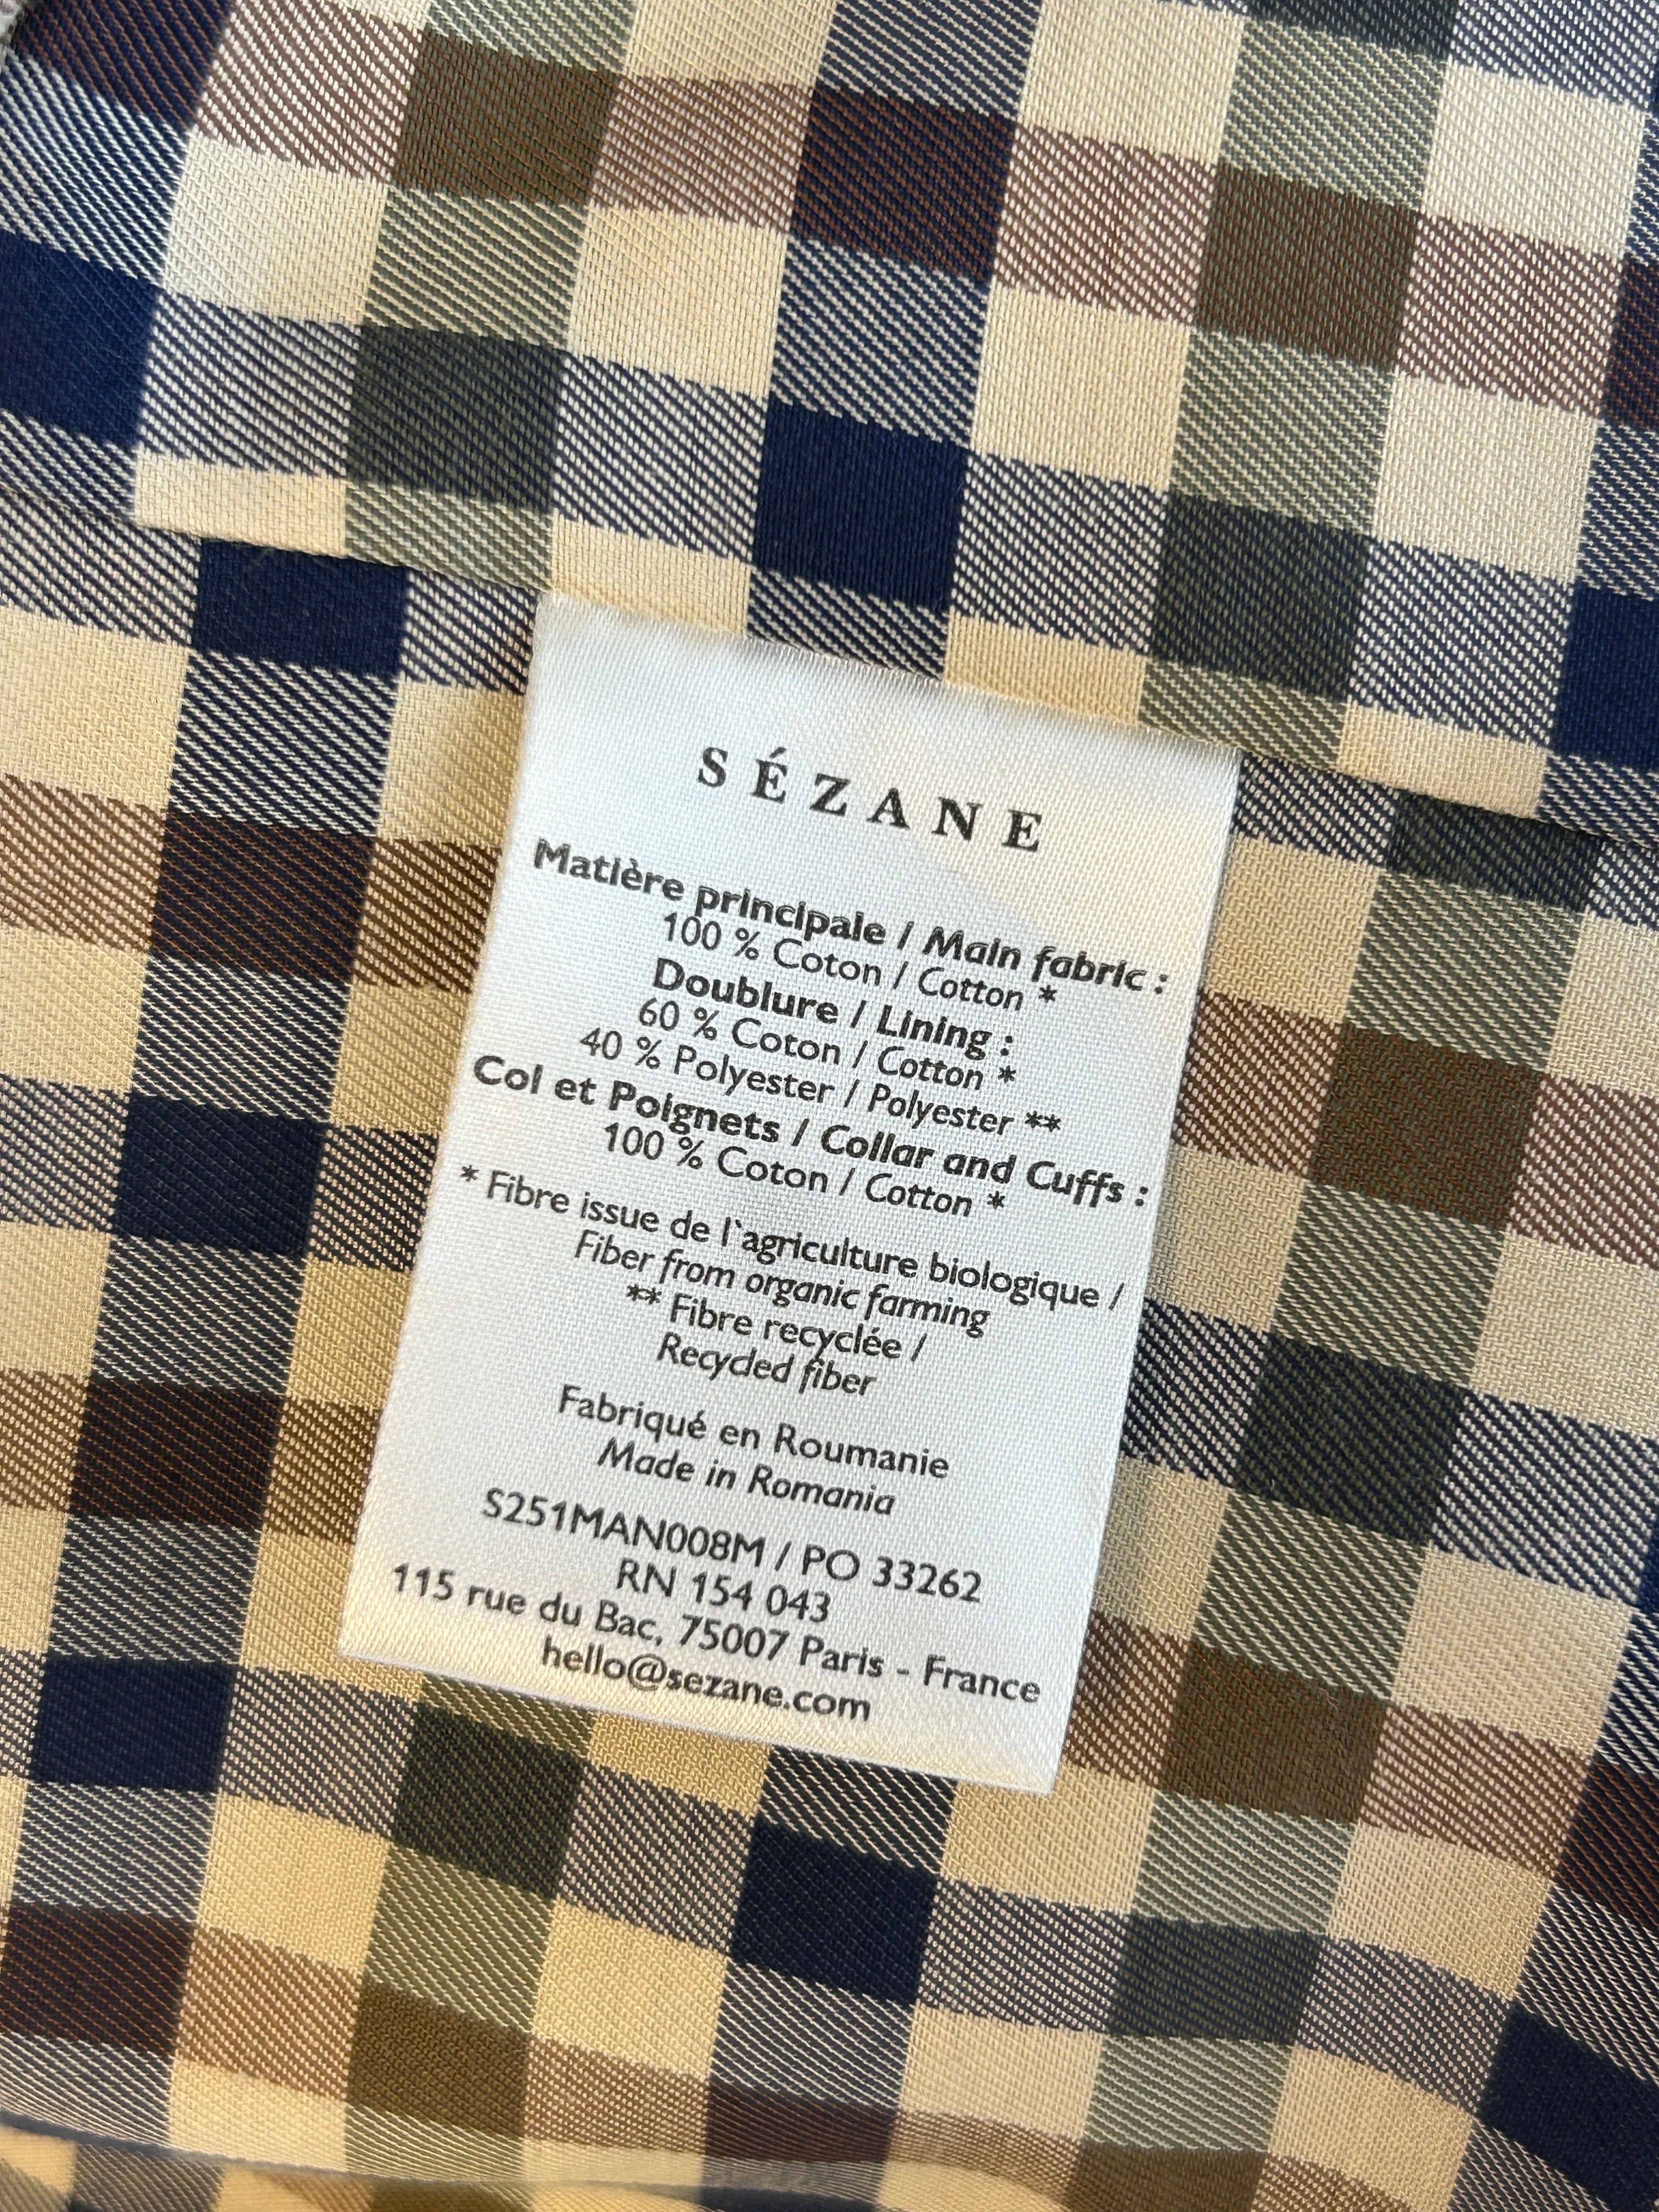 SÉZANE
Matière principale / Main fabric :
100 % Coton / Cotton *
Doublure / Lining :
60 % Coton / Cotton *
40 % Polyester / Polyester **
Col et Poignets / Collar and Cuffs :
100 % Coton / Cotton *
* Fibre issue de l`agriculture biologique /
Fiber from organic farming
** Fibre recyclée /
Recycled fiber
Fabriqué en Roumanie
Made in Romania
S251MAN008M / PO 33262
RN 154 043
115 rue du Bac, 75007 Paris - France
hello@sezane.com